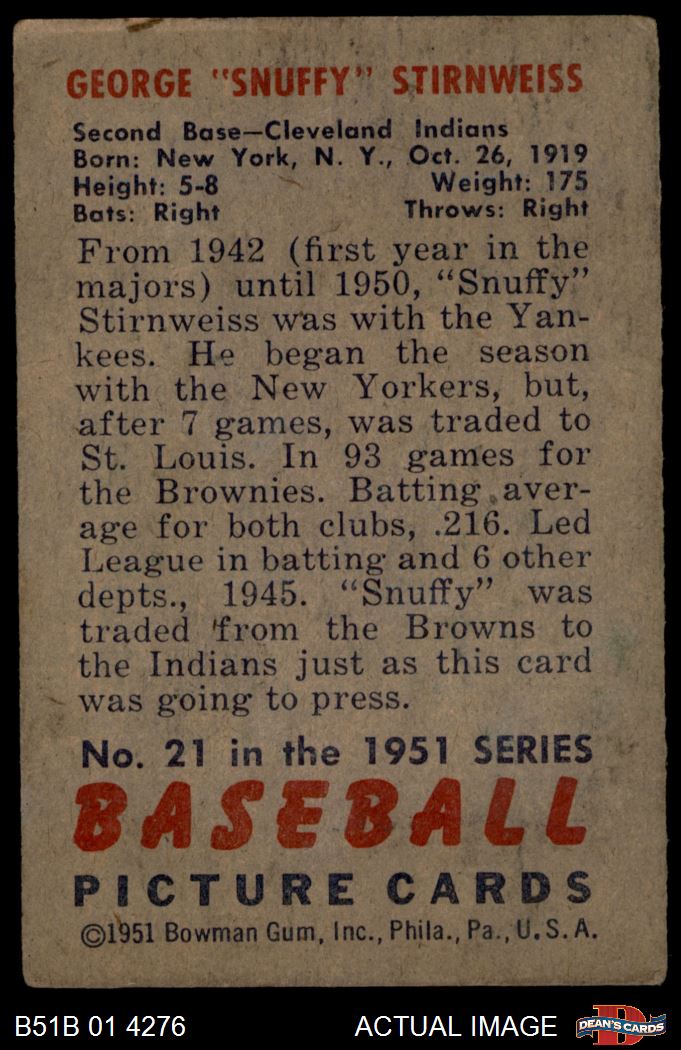 GEORGE "SNUFFY" STIRNWEISS
Second Base—Cleveland Indians
Born: New York, N. Y., Oct. 26, 1919
Height: 5-8 Weight: 175
Bats: Right Throws: Right
From 1942 (first year in the
majors) until 1950, "Snuffy"
Stirnweiss was with the Yan-
kees. He began the season
with the New Yorkers, but,
after 7 games, was traded to
St. Louis. In 93 games for
the Brownies. Batting aver-
age for both clubs, .216. Led
League in batting and 6 other
depts., 1945. "Snuffy" was
traded from the Browns to
the Indians just as this card
was going to press.
No. 21 in the 1951 SERIES
BASEBALL
PICTURE CARDS
©1951 Bowman Gum, Inc., Phila., Pa., U. S. A.
B51B 01 4276 ACTUAL IMAGE D DEAN'S CARDS